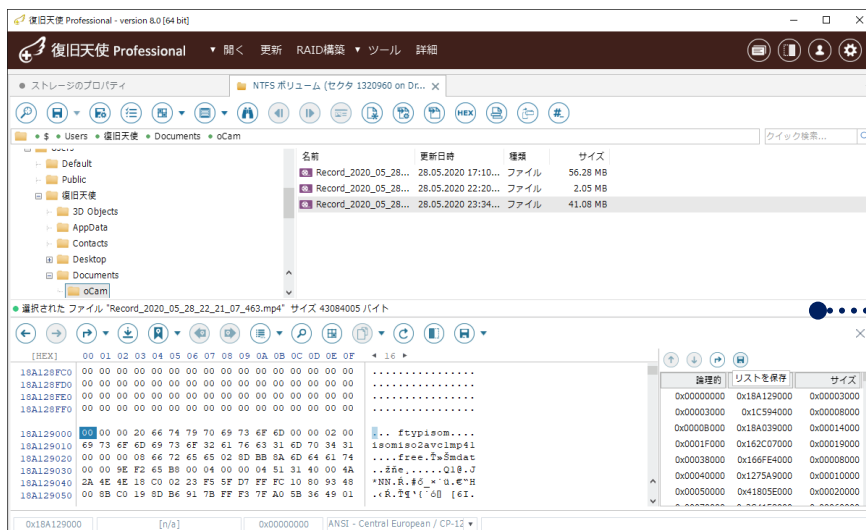 復旧天使 Professional - version 8.0 [64 bit]
復旧天使 Professional ▼ 開く 更新 RAID構築 ▼ ツール 詳細
ストレージのプロパティ
NTFS ボリューム (セクタ 1320960 on Dr...
HEX
$ Users 復旧天使 Documents oCam
クイック検索...
Default
Public
復旧天使
3D Objects
AppData
Contacts
Desktop
Documents
oCam
名前 更新日時 種類 サイズ
Record_2020_05_28... 28.05.2020 17:10... ファイル 56.28 MB
Record_2020_05_28... 28.05.2020 22:20... ファイル 2.05 MB
Record_2020_05_28... 28.05.2020 23:34... ファイル 41.08 MB
選択された ファイル "Record_2020_05_28_22_21_07_463.mp4" サイズ 43084005 バイト
[HEX] 00 01 02 03 04 05 06 07 08 09 0A 0B 0C 0D 0E 0F 16
18A128FC0 00 00 00 00 00 00 00 00 00 00 00 00 00 00 00 00 ................
18A128FD0 00 00 00 00 00 00 00 00 00 00 00 00 00 00 00 00 ................
18A128FE0 00 00 00 00 00 00 00 00 00 00 00 00 00 00 00 00 ................
18A128FF0 00 00 00 00 00 00 00 00 00 00 00 00 00 00 00 00 ................
18A129000 00 00 00 20 66 74 79 70 69 73 6F 6D 00 00 02 00 ... ftypisom....
18A129010 69 73 6F 6D 69 73 6F 32 61 76 63 31 6D 70 34 31 isomiso2avc1mp41
18A129020 00 00 00 08 66 72 65 65 02 8D BB 8A 6D 64 61 74 ....free.Ť»Šmdat
18A129030 00 00 9E F2 65 B8 00 04 00 00 04 51 31 40 00 4A
18A129040 2A 4E 4E 18 C0 02 23 F5 5F D7 FF FC 10 80 93 48
18A129050 00 8B C0 19 8D B6 91 7B FF F3 7F A0 5B 36 49 01
論理的 リストを保存 サイズ
0x00000000 0x18A129000 0x00003000
0x00003000 0x1C594000 0x00008000
0x0000B000 0x18A039000 0x00014000
0x0001F000 0x162C07000 0x00019000
0x00038000 0x166FE4000 0x00008000
0x00040000 0x1275A9000 0x00010000
0x00050000 0x41805E000 0x00020000
0x18A129000 [n/a] 0x00000000 ANSI - Central European / CP-12